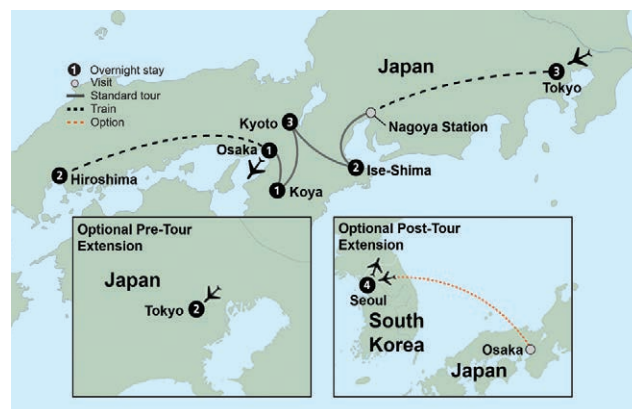 1 Overnight stay
Visit
Standard tour
Train
Option
Japan
3
Tokyo
Nagoya Station
Kyoto 3
Osaka 1
2 Ise-Shima
2 Hiroshima
1 Koya
Optional Pre-Tour
Extension
Japan
Tokyo 2
Optional Post-Tour
Extension
4
Seoul
South
Korea
Osaka
Japan